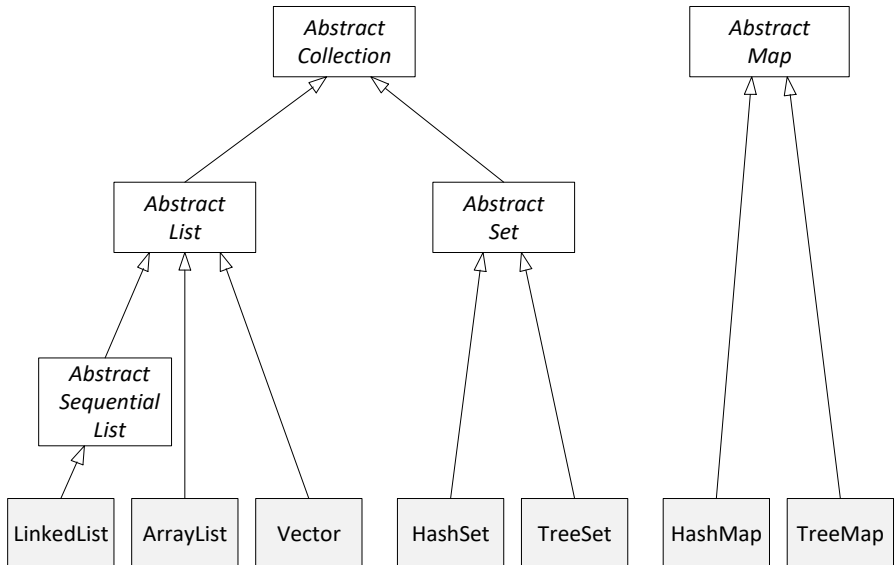 Abstract
Collection
Abstract
Map
Abstract
List
Abstract
Set
Abstract
Sequential
List
LinkedList
ArrayList
Vector
HashSet
TreeSet
HashMap
TreeMap